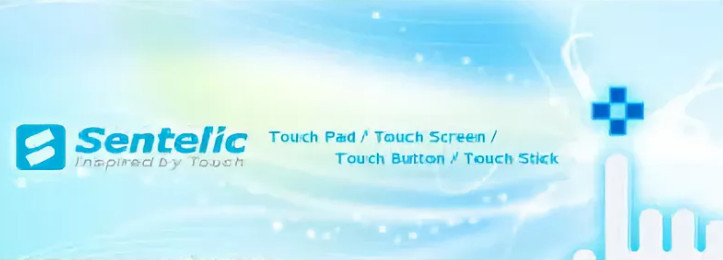 Sentelic
Inspired by Touch
Touch Pad / Touch Screen /
Touch Button / Touch Stick